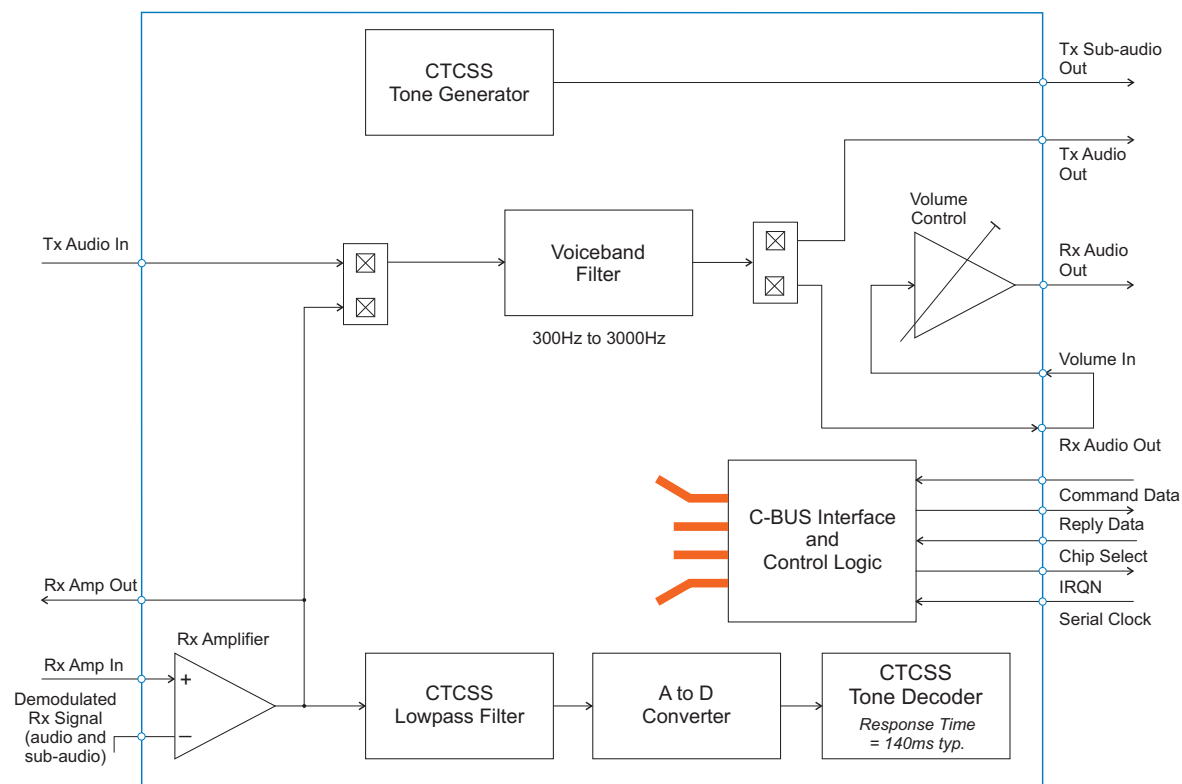 CTCSS
Tone Generator
Tx Sub-audio
Out
Tx Audio
Out
Volume
Control
Tx Audio In
Voiceband
Filter
Rx Audio
Out
300Hz to 3000Hz
Volume In
Rx Audio Out
C-BUS Interface
and
Control Logic
Command Data
Reply Data
Chip Select
IRQN
Serial Clock
Rx Amp Out
Rx Amplifier
Rx Amp In
+
Demodulated
Rx Signal
(audio and
sub-audio)
−
CTCSS
Lowpass Filter
A to D
Converter
CTCSS
Tone Decoder
Response Time
= 140ms typ.